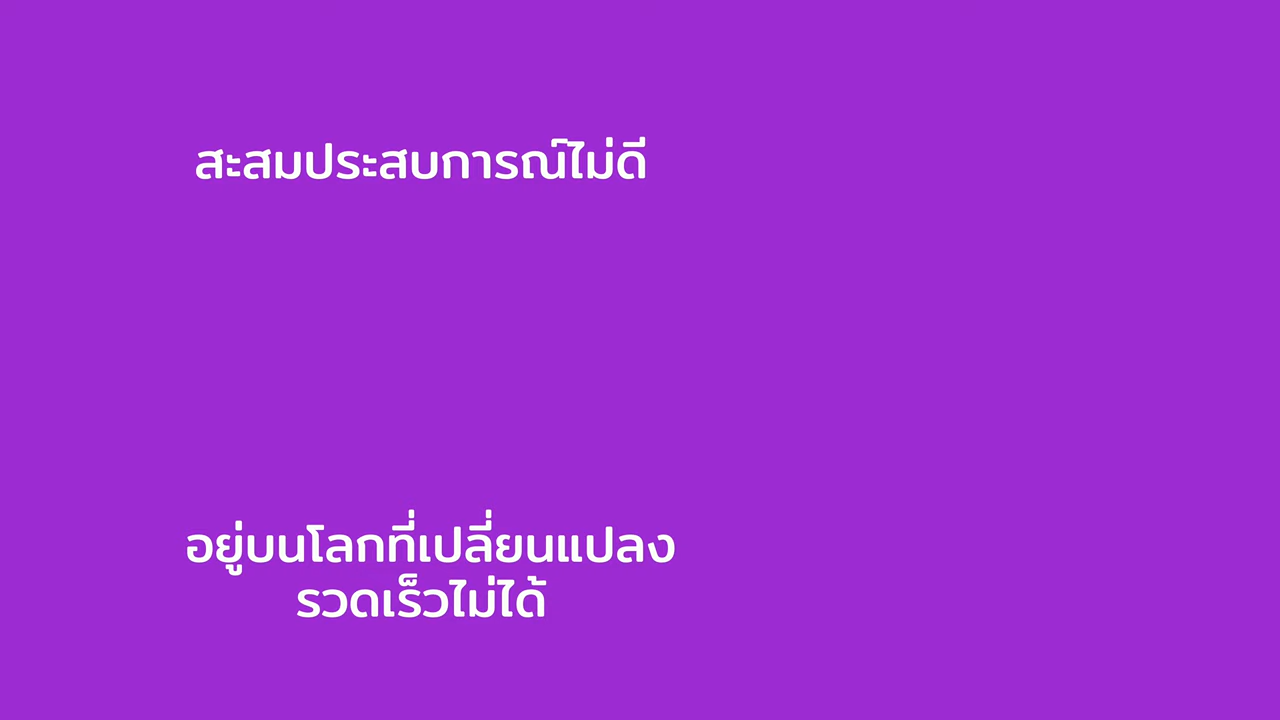 สะสมประสบการณ์ไม่ดี
อยู่บนโลกที่เปลี่ยนแปลง
รวดเร็วไม่ได้